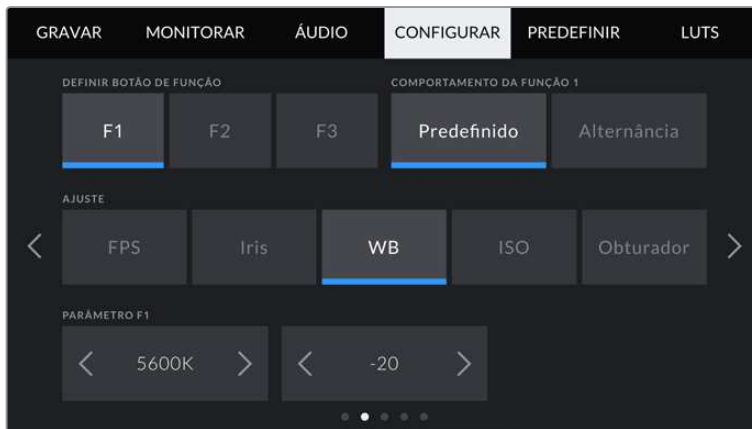 GRAVAR MONITORAR ÁUDIO CONFIGURAR PREDEFINIR LUTS
DEFINIR BOTÃO DE FUNÇÃO COMPORTAMENTO DA FUNÇÃO 1
F1 F2 F3 Predefinido Alternância
AJUSTE
FPS Iris WB ISO Obturador
PARÂMETRO F1
5600K -20